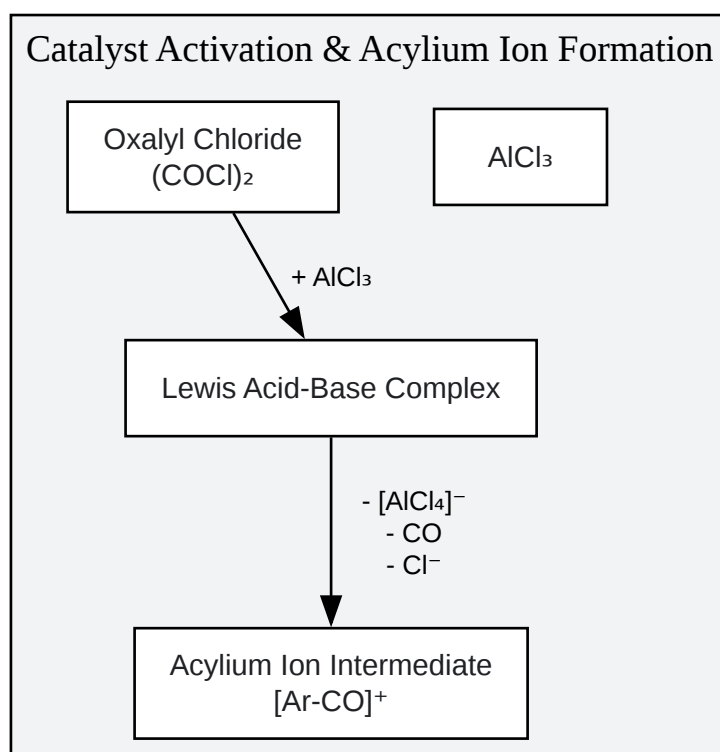 Catalyst Activation & Acylium Ion Formation
Oxalyl Chloride
(COCl)₂
AlCl₃
+ AlCl₃
Lewis Acid-Base Complex
- [AlCl₄]⁻
- CO
- Cl⁻
Acylium Ion Intermediate
[Ar-CO]⁺